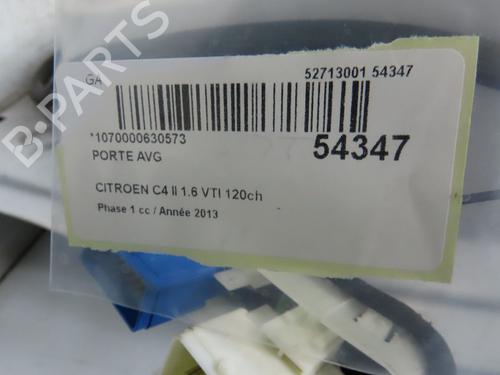 GA 52713001 54347
*1070000630573 54347
PORTE AVG
CITROEN C4 II 1.6 VTI 120ch
Phase 1 cc / Année 2013
B-PARTS